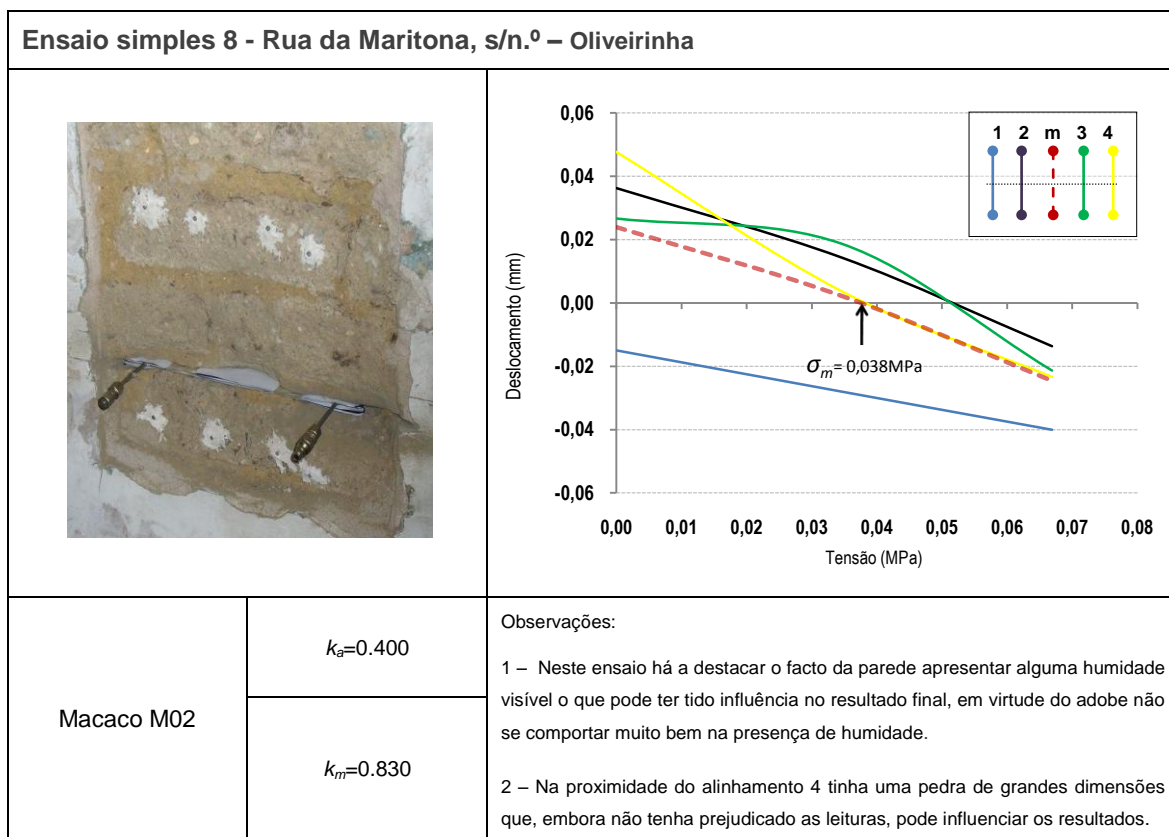 Ensaio simples 8 - Rua da Maritona, s/n.º – Oliveirinha
0,06
0,04
0,02
0,00
-0,02
-0,04
-0,06
Deslocamento (mm)
1 2 m 3 4
σm= 0,038MPa
0,00 0,01 0,02 0,03 0,04 0,05 0,06 0,07 0,08
Tensão (MPa)
Macaco M02
ka=0.400
km=0.830
Observações:
1 – Neste ensaio há a destacar o facto da parede apresentar alguma humidade
visível o que pode ter tido influência no resultado final, em virtude do adobe não
se comportar muito bem na presença de humidade.
2 – Na proximidade do alinhamento 4 tinha uma pedra de grandes dimensões
que, embora não tenha prejudicado as leituras, pode influenciar os resultados.